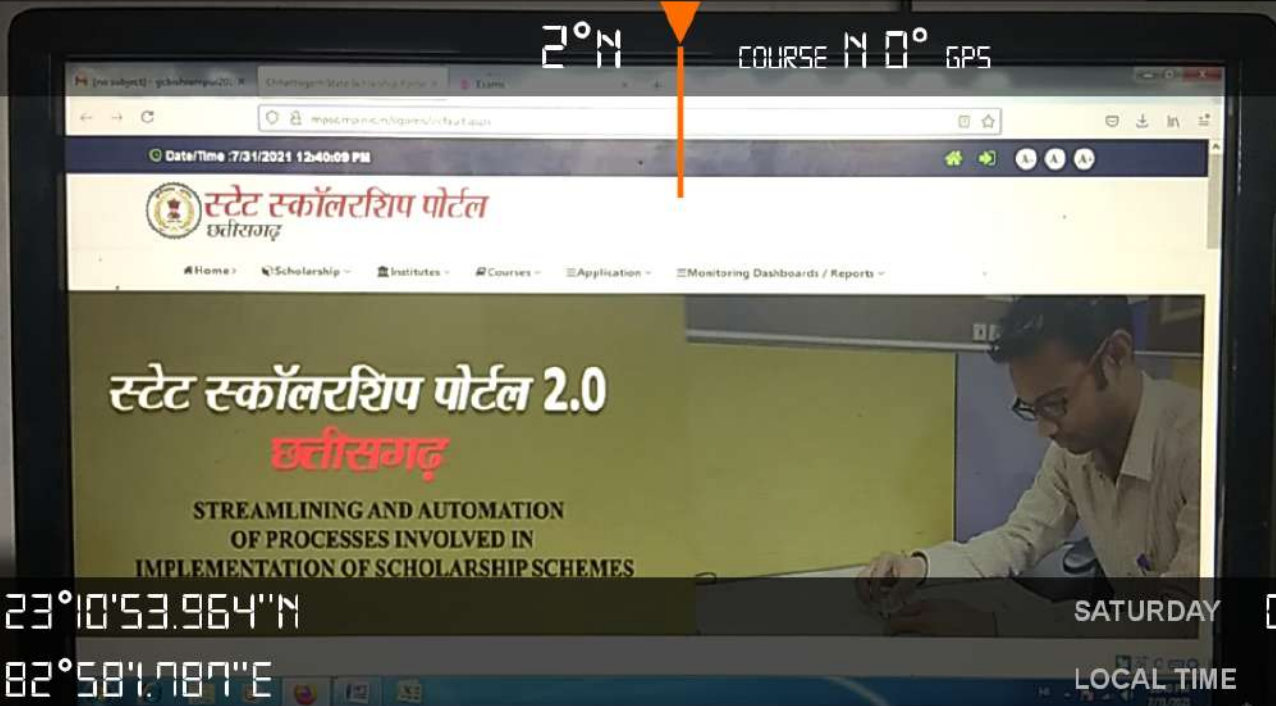 2°N COURSE N 0° GPS
Exams
Date/Time :7/31/2021 12:40:09 PM
A- A A+
स्टेट स्कॉलरशिप पोर्टल
छत्तीसगढ़
Home Scholarship Institutes Courses Application Monitoring Dashboards / Reports
स्टेट स्कॉलरशिप पोर्टल 2.0
छत्तीसगढ़
STREAMLINING AND AUTOMATION
OF PROCESSES INVOLVED IN
IMPLEMENTATION OF SCHOLARSHIP SCHEMES
23°10'53.964"N
SATURDAY
82°58'1.787"E
LOCAL TIME